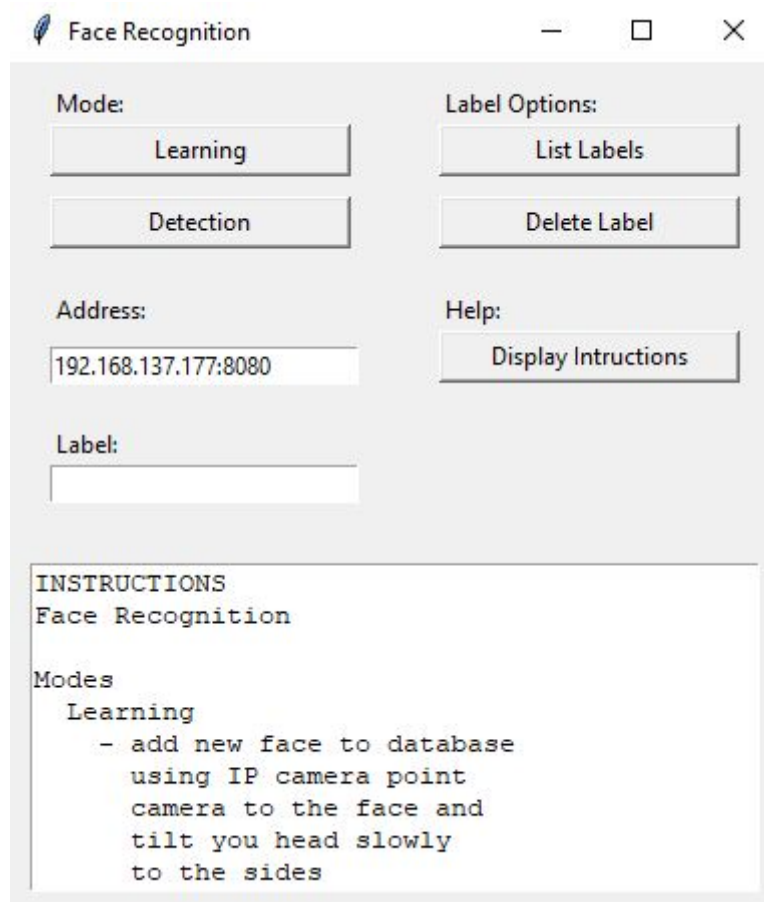 Face Recognition
Mode:
Learning
Detection
Label Options:
List Labels
Delete Label
Address:
192.168.137.177:8080
Help:
Display Intructions
Label:
INSTRUCTIONS
Face Recognition
Modes
Learning
- add new face to database
using IP camera point
camera to the face and
tilt you head slowly
to the sides